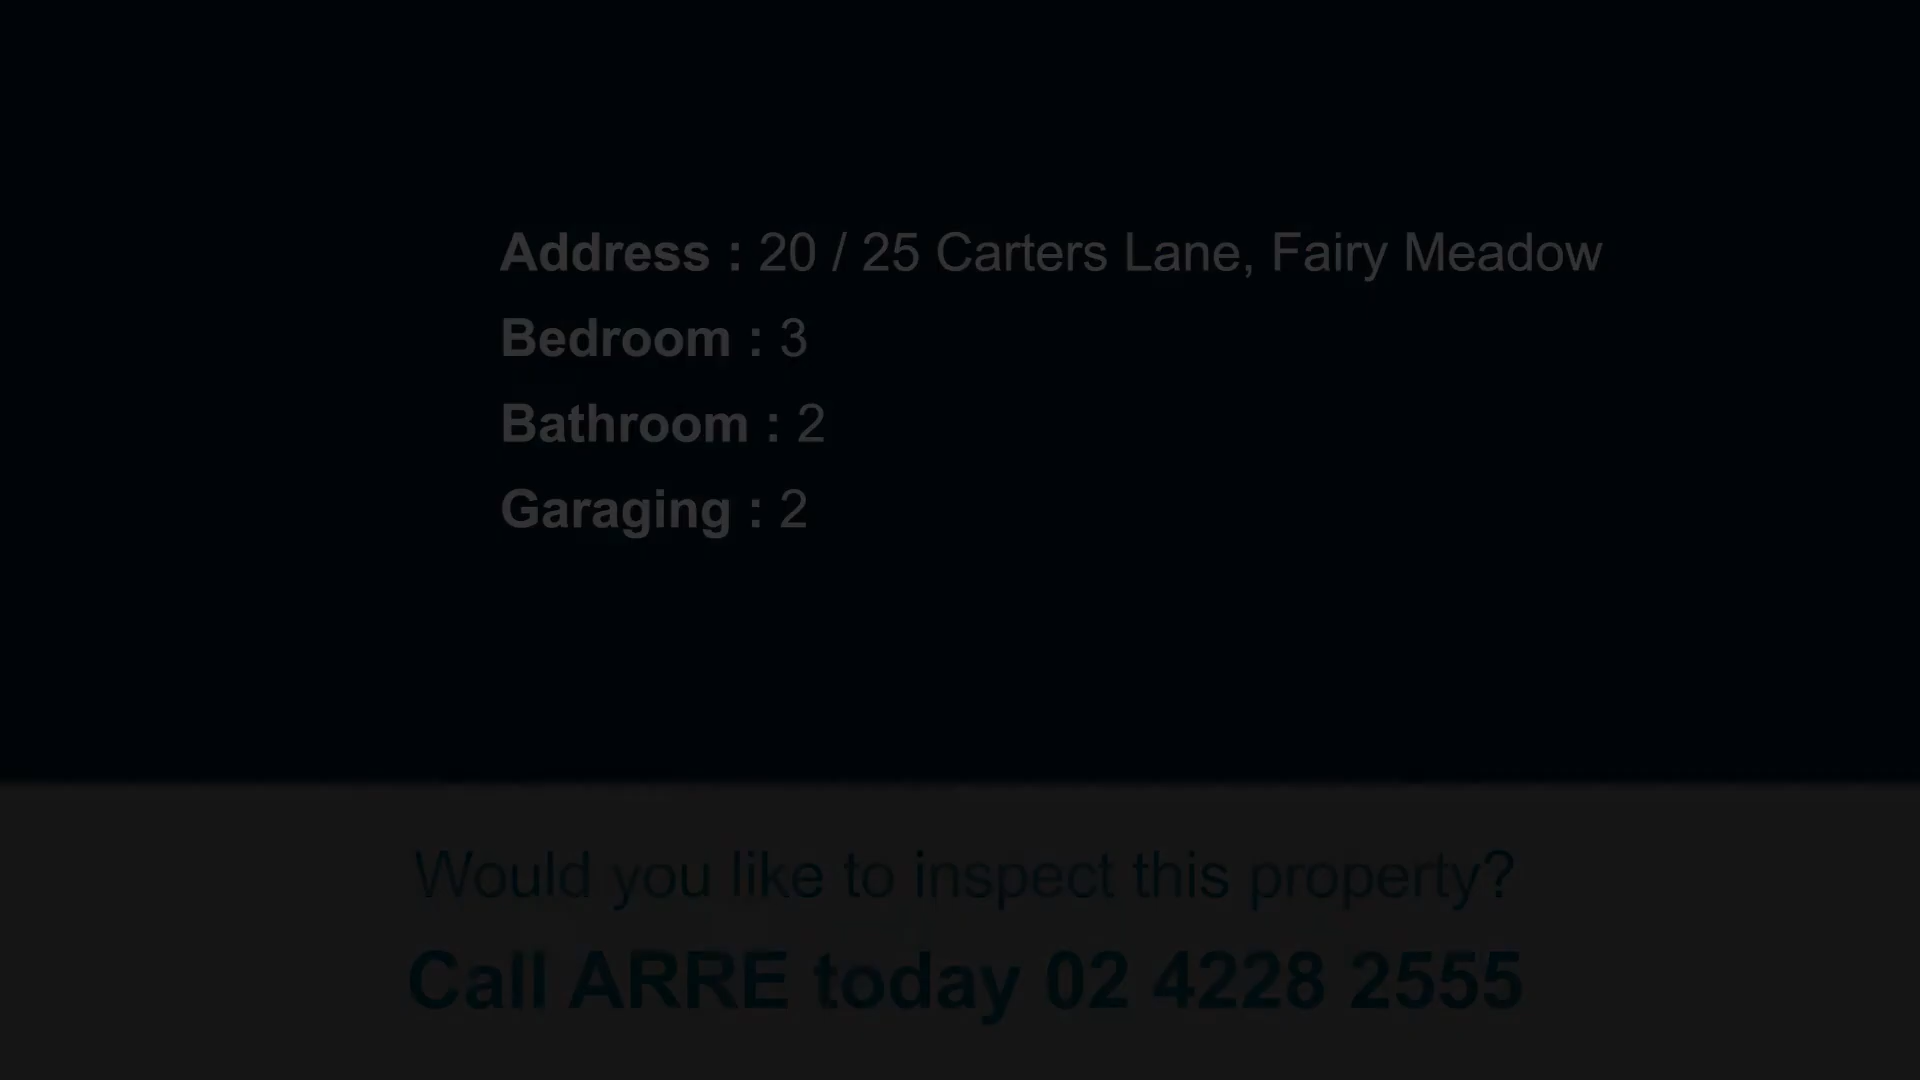 Address : 20 / 25 Carters Lane, Fairy Meadow
Bedroom : 3
Bathroom : 2
Garaging : 2
Would you like to inspect this property?
Call ARRE today 02 4228 2555